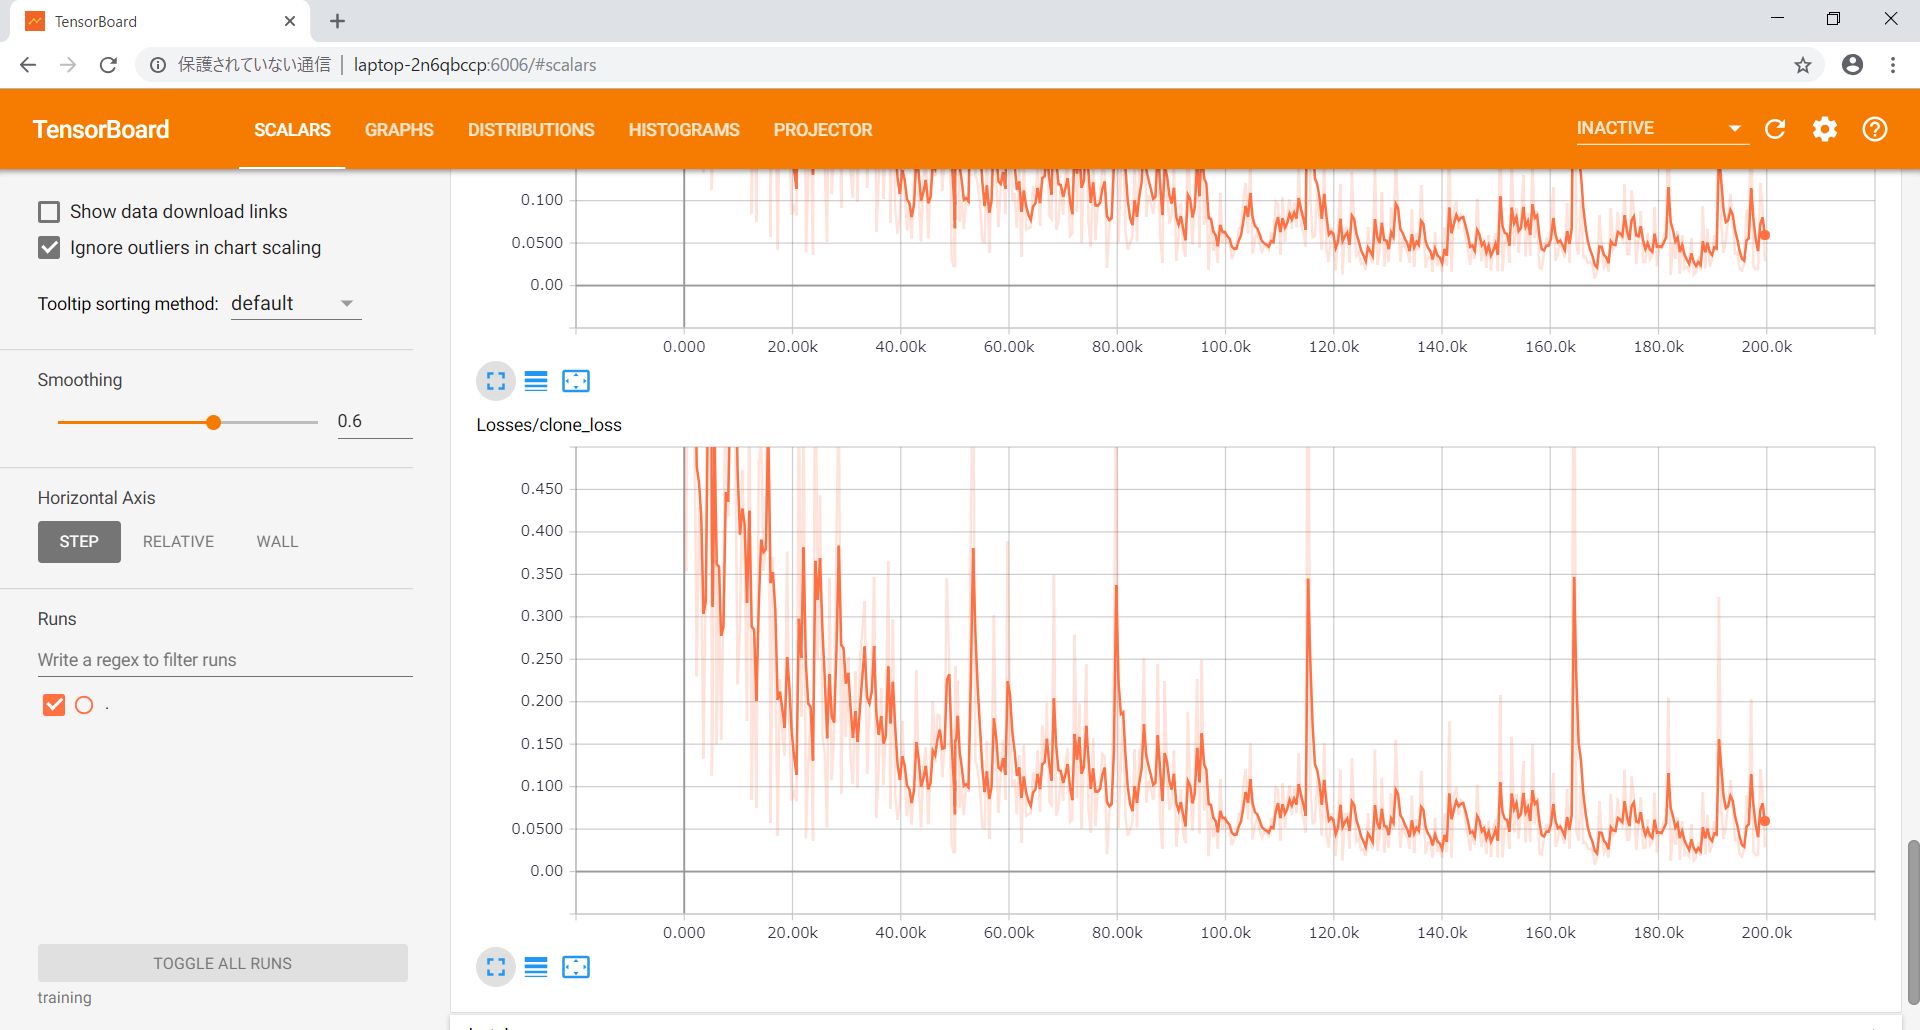 TensorBoard
保護されていない通信 | laptop-2n6qbccp:6006/#scalars
TensorBoard SCALARS GRAPHS DISTRIBUTIONS HISTOGRAMS PROJECTOR INACTIVE
Show data download links
Ignore outliers in chart scaling
Tooltip sorting method: default
Smoothing
0.6
Horizontal Axis
STEP RELATIVE WALL
Runs
Write a regex to filter runs
.
TOGGLE ALL RUNS
training
0.100
0.0500
0.00
0.000 20.00k 40.00k 60.00k 80.00k 100.0k 120.0k 140.0k 160.0k 180.0k 200.0k
Losses/clone_loss
0.450
0.400
0.350
0.300
0.250
0.200
0.150
0.100
0.0500
0.00
0.000 20.00k 40.00k 60.00k 80.00k 100.0k 120.0k 140.0k 160.0k 180.0k 200.0k